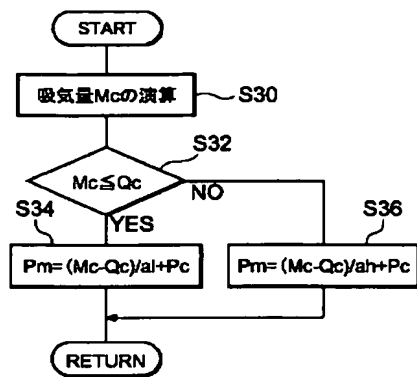 START
吸気量Mcの演算
S30
S32
Mc≦Qc
NO
YES
S34
S36
Pm=(Mc-Qc)/al+Pc
Pm=(Mc-Qc)/ah+Pc
RETURN